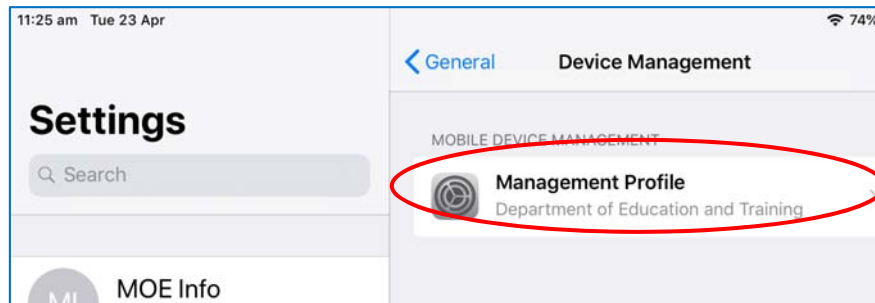 11:25 am Tue 23 Apr
74%
General
Device Management
Settings
Search
MOBILE DEVICE MANAGEMENT
Management Profile
Department of Education and Training
MOE Info